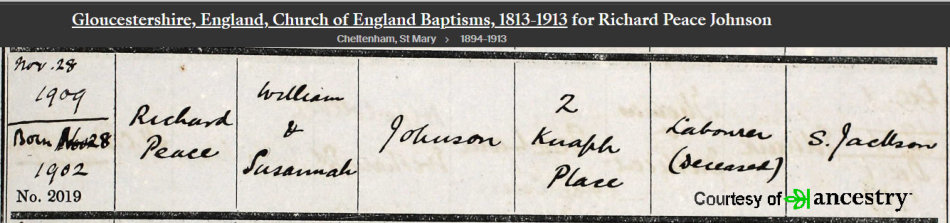 Gloucestershire, England, Church of England Baptisms, 1813-1913 for Richard Peace Johnson
Cheltenham, St Mary > 1894-1913
Nov. 28
1909
Born Nov 28
1902
No. 2019
Richard
Peace
William
&
Susannah
Johnson
2
Knapp
Place
Labourer
(Deceased)
S. Jackson
Courtesy of ancestry